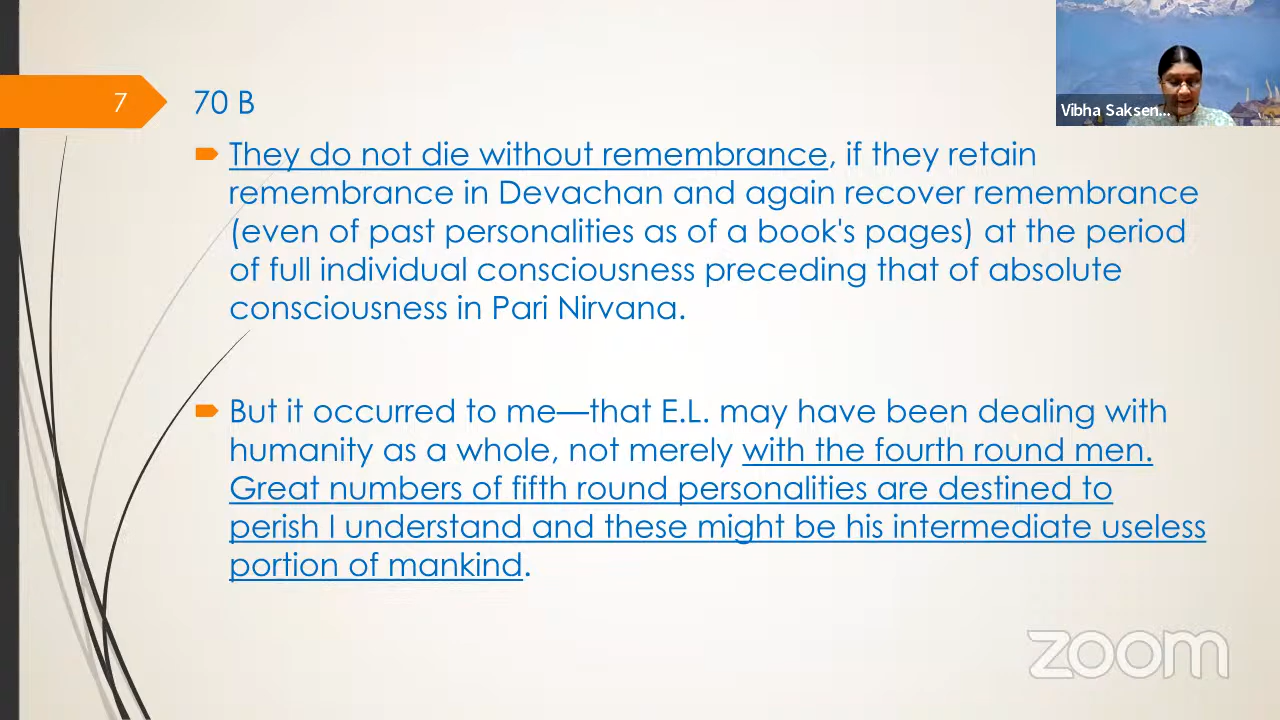 7
70 B
They do not die without remembrance, if they retain
remembrance in Devachan and again recover remembrance
(even of past personalities as of a book's pages) at the period
of full individual consciousness preceding that of absolute
consciousness in Pari Nirvana.
But it occurred to me—that E.L. may have been dealing with
humanity as a whole, not merely with the fourth round men.
Great numbers of fifth round personalities are destined to
perish I understand and these might be his intermediate useless
portion of mankind.
Vibha Saksen...
zoom